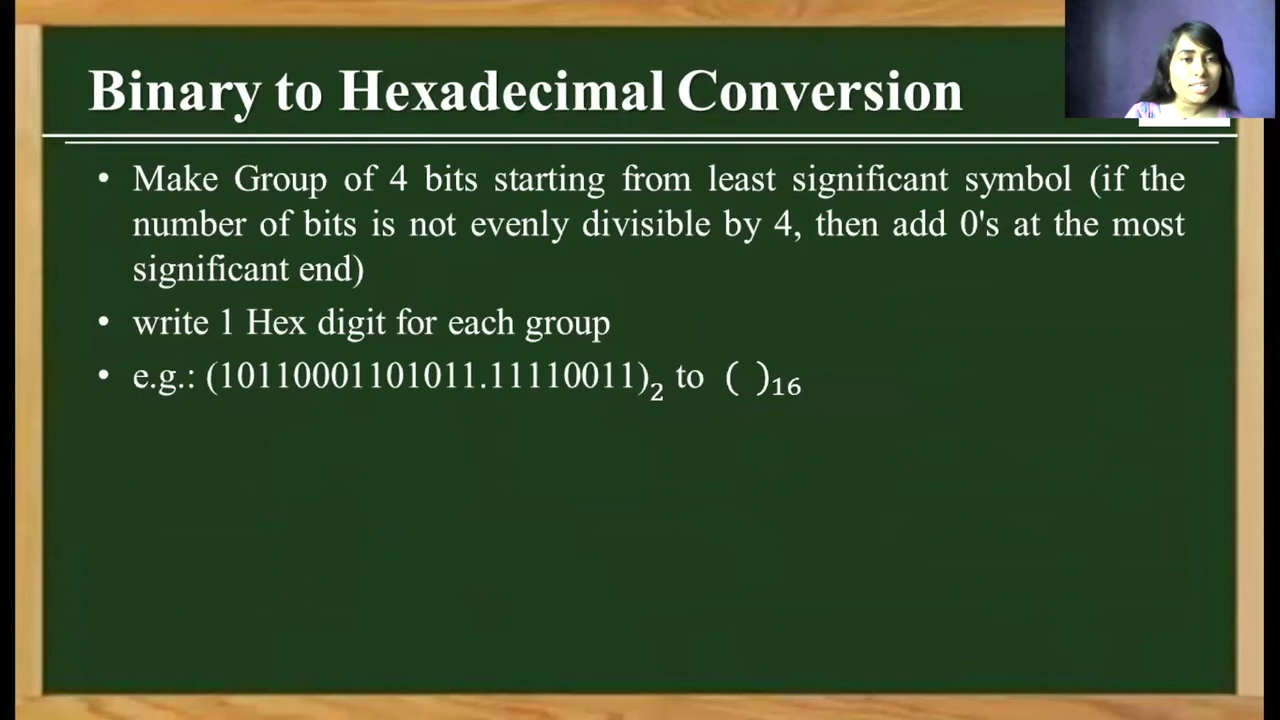 Binary to Hexadecimal Conversion
• Make Group of 4 bits starting from least significant symbol (if the
number of bits is not evenly divisible by 4, then add 0's at the most
significant end)
• write 1 Hex digit for each group
• e.g.: (10110001101011.11110011)₂ to ( )₁₆